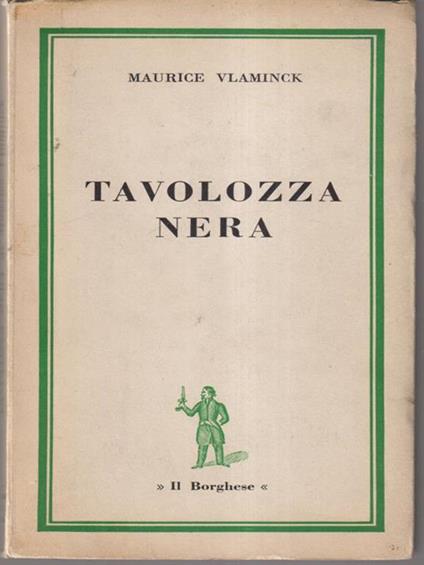 MAURICE VLAMINCK
TAVOLOZZA
NERA
» Il Borghese «